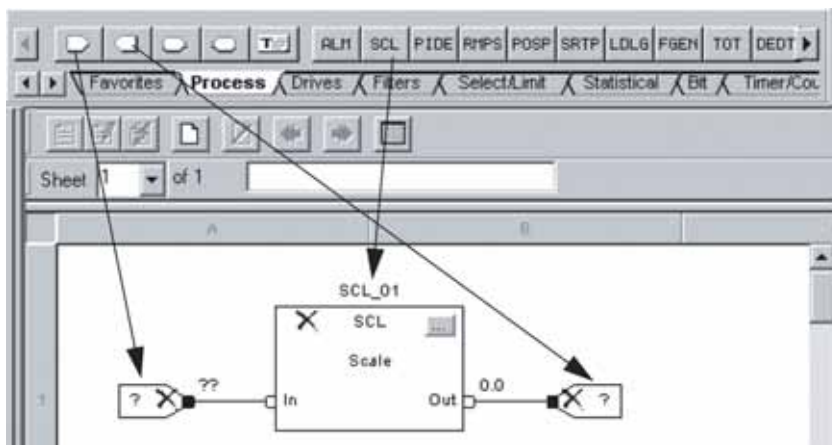 T ALM SCL PIDE RMPS POSP SRTP LDLG FGEN TOT DEDT
Favorites Process Drives Filters Select/Limit Statistical Bit Timer/Cou
Sheet 1 of 1
A B
SCL_01
SCL ...
Scale
? ?? In Out 0.0 ?
1